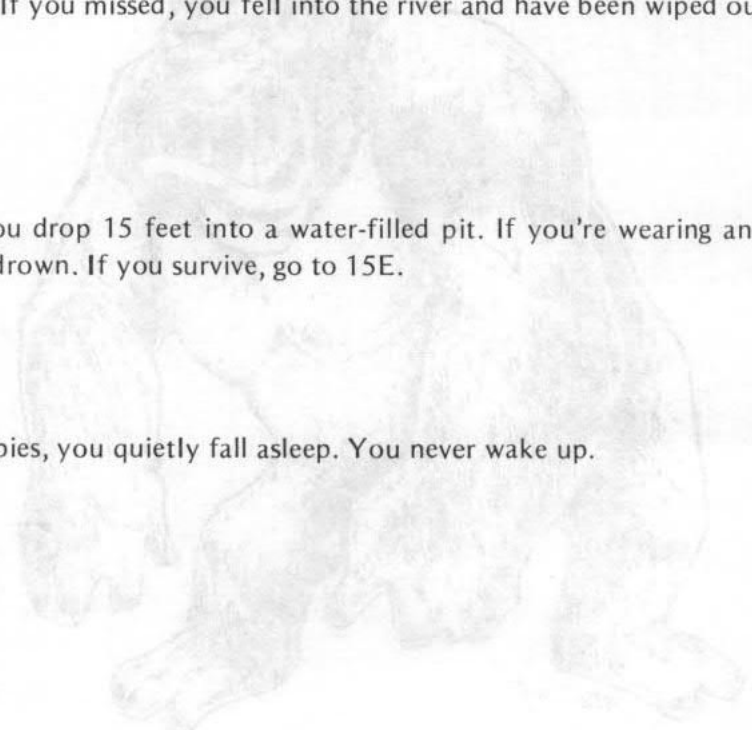 If you missed, you fell into the river and have been wiped
drop 15 feet into a water-filled pit. If you're wearing
If you survive, go to 15E.
you quietly fall asleep. You never wake up.